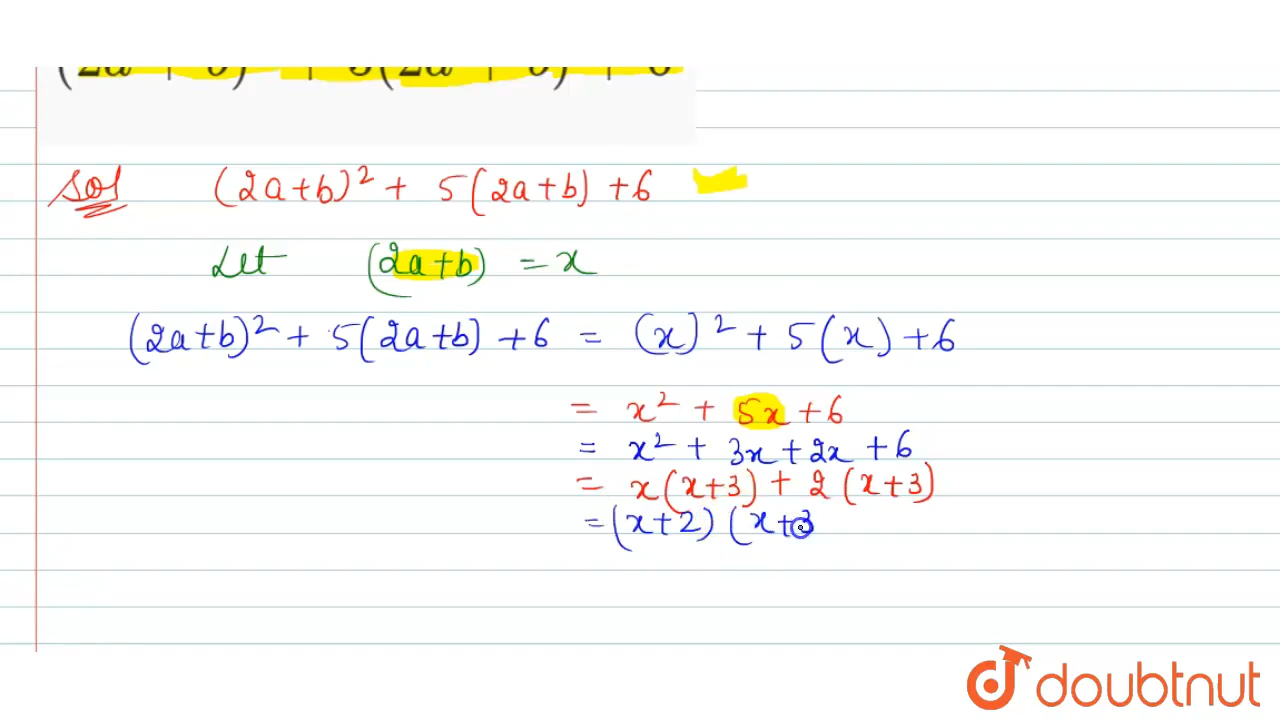 Sol (2a+b)² + 5(2a+b) +6
Let (2a+b) = x
(2a+b)² + 5(2a+b) +6 = (x)² + 5(x) +6
= x² + 5x +6
= x² + 3x + 2x + 6
= x(x+3) + 2(x+3)
= (x+2) (x+3
doubtnut